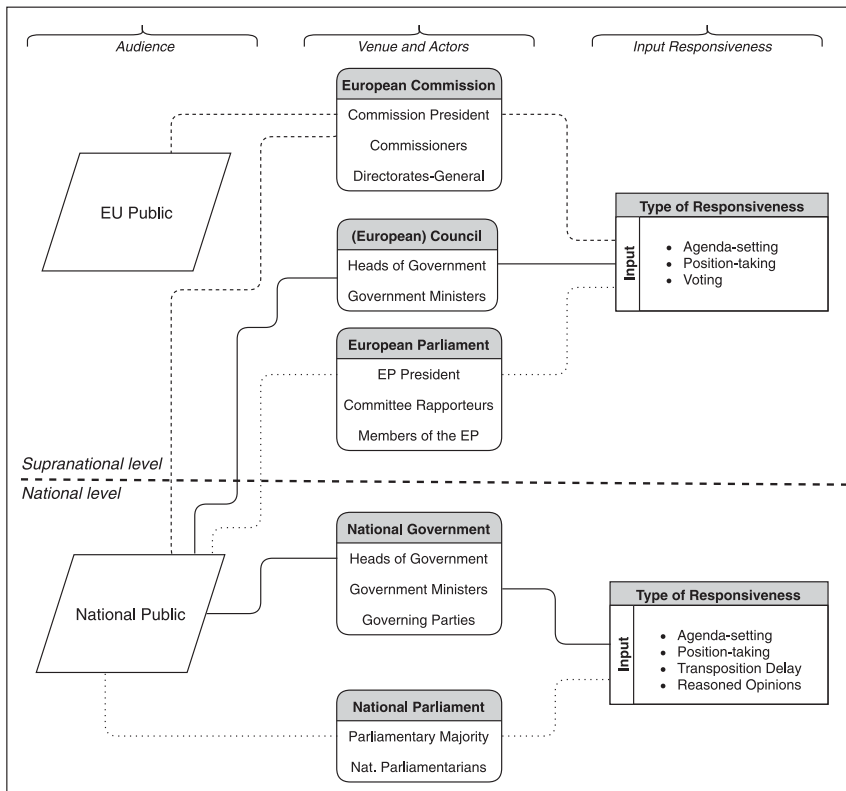 Audience
Venue and Actors
Input Responsiveness
European Commission
Commission President
Commissioners
Directorates-General
EU Public
(European) Council
Heads of Government
Government Ministers
Type of Responsiveness
Input
• Agenda-setting
• Position-taking
• Voting
European Parliament
EP President
Committee Rapporteurs
Members of the EP
Supranational level
National level
National Public
National Government
Heads of Government
Government Ministers
Governing Parties
Type of Responsiveness
Input
• Agenda-setting
• Position-taking
• Transposition Delay
• Reasoned Opinions
National Parliament
Parliamentary Majority
Nat. Parliamentarians